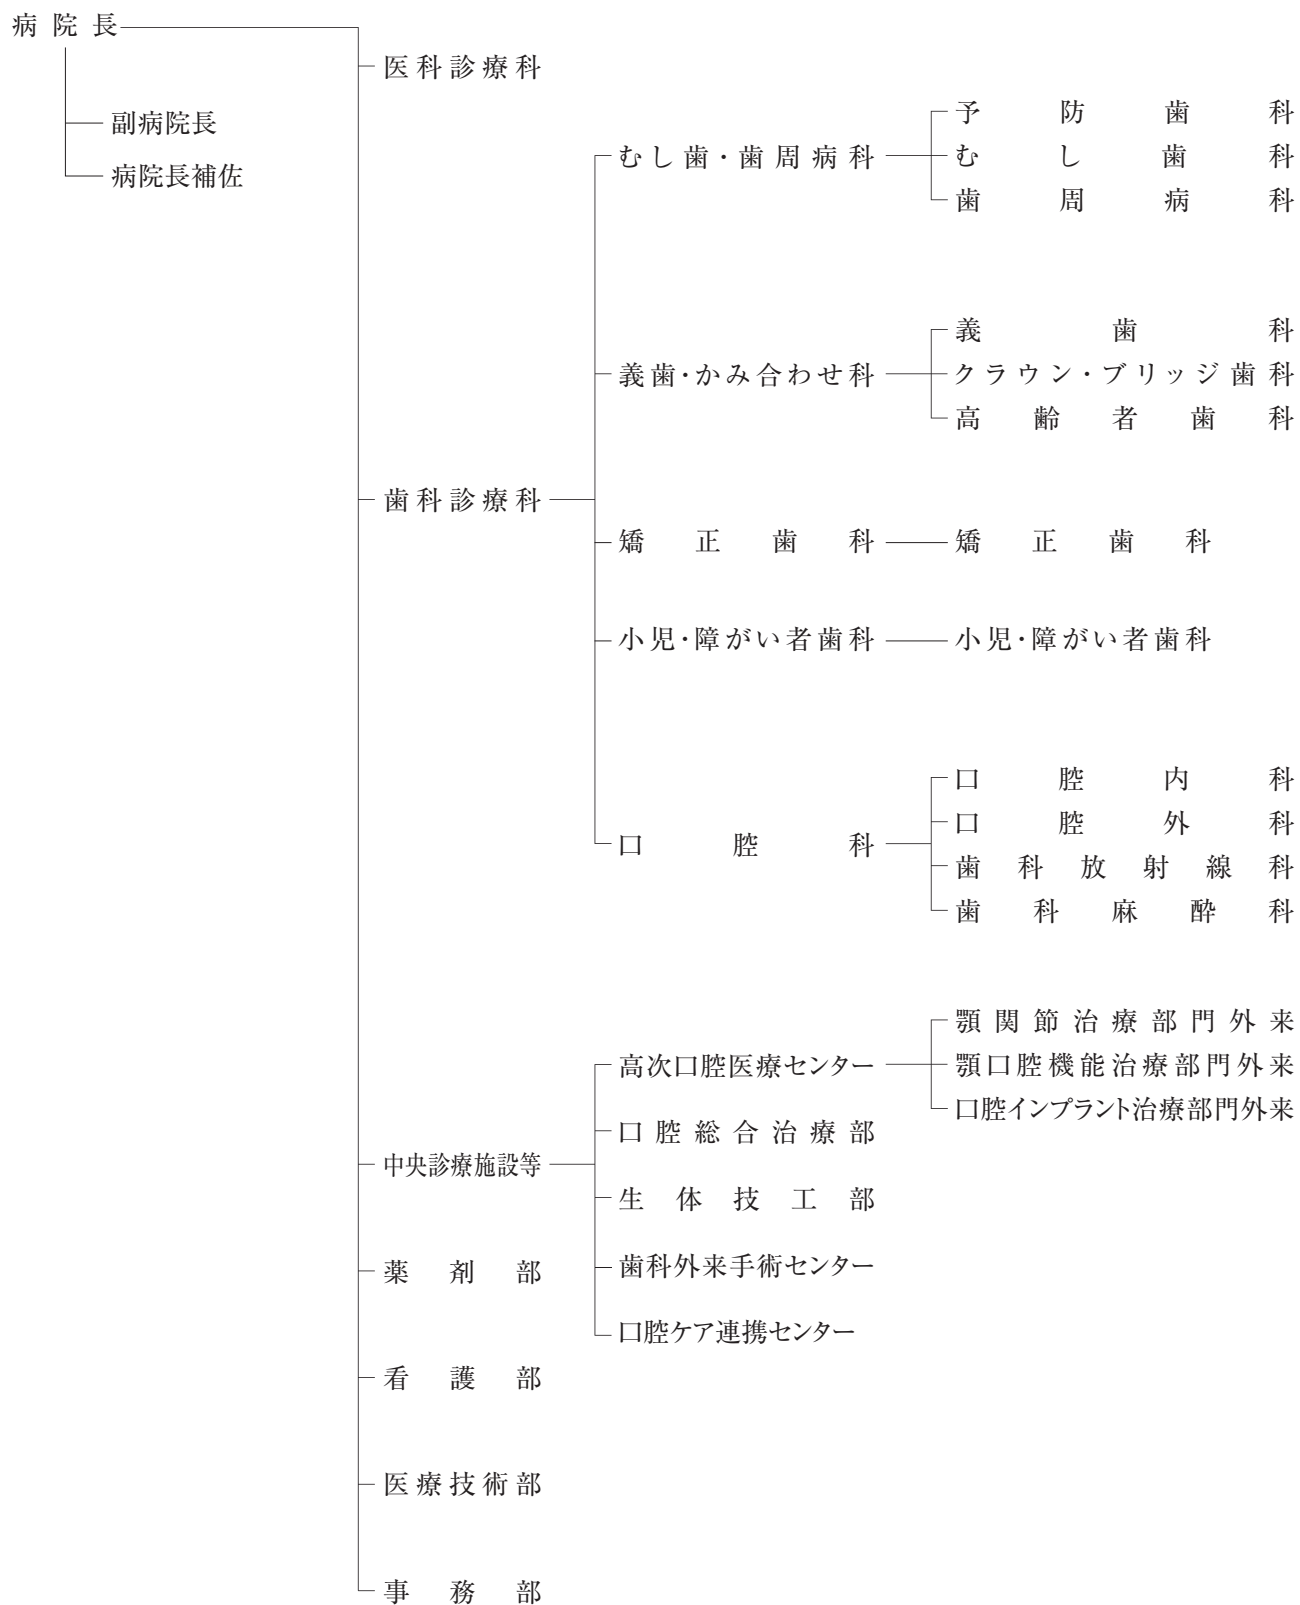 病院長
医科診療科
副病院長
病院長補佐
むし歯・歯周病科
予防歯科
むし歯科
歯周病科
義歯・かみ合わせ科
義歯科
クラウン・ブリッジ歯科
高齢者歯科
歯科診療科
矯正歯科
矯正歯科
小児・障がい者歯科
小児・障がい者歯科
口腔科
口腔内科
口腔外科
歯科放射線科
歯科麻酔科
中央診療施設等
高次口腔医療センター
顎関節治療部門外来
顎口腔機能治療部門外来
口腔インプラント治療部門外来
口腔総合治療部
生体技工部
歯科外来手術センター
口腔ケア連携センター
薬剤部
看護部
医療技術部
事務部